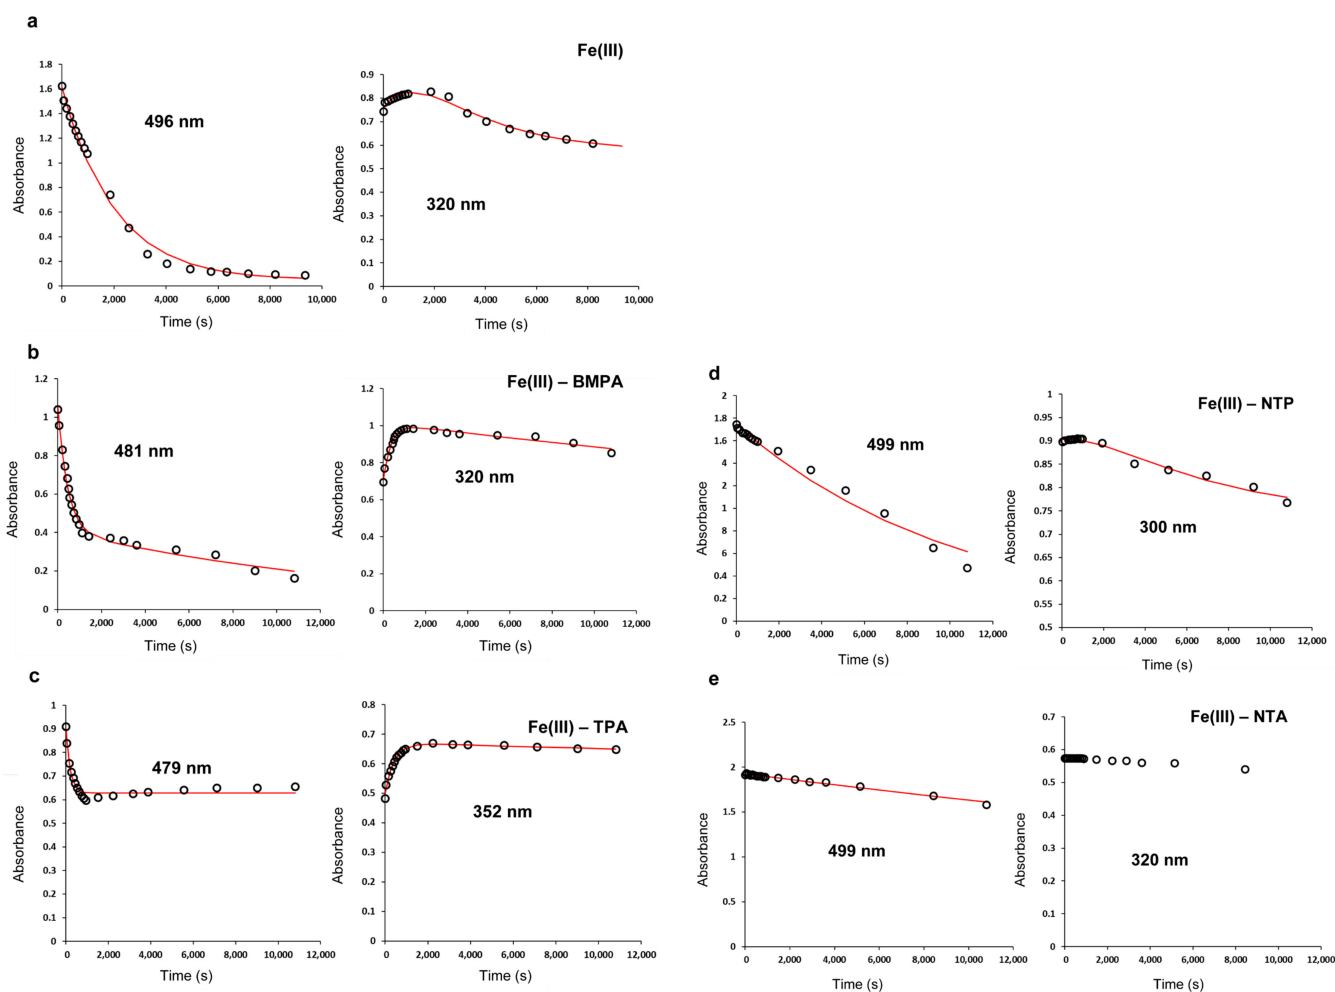 a
Fe(III)
1.8
1.6
1.4
1.2
1
0.8
0.6
0.4
0.2
0
Absorbance
496 nm
0 2,000 4,000 6,000 8,000 10,000
Time (s)
0.9
0.8
0.7
0.6
0.5
0.4
0.3
0.2
0.1
0
Absorbance
320 nm
0 2,000 4,000 6,000 8,000 10,000
Time (s)
b
Fe(III) – BMPA
1.2
1
0.8
0.6
0.4
0.2
0
Absorbance
481 nm
0 2,000 4,000 6,000 8,000 10,000 12,000
Time (s)
1.2
1
0.8
0.6
0.4
0.2
0
Absorbance
320 nm
0 2,000 4,000 6,000 8,000 10,000 12,000
Time (s)
c
Fe(III) – TPA
1
0.9
0.8
0.7
0.6
0.5
0.4
0.3
0.2
0.1
0
Absorbance
479 nm
0 2,000 4,000 6,000 8,000 10,000 12,000
Time (s)
0.8
0.7
0.6
0.5
0.4
0.3
0.2
0.1
0
Absorbance
352 nm
0 2,000 4,000 6,000 8,000 10,000 12,000
Time (s)
d
Fe(III) – NTP
2
1.8
1.6
4
2
1
8
6
0.4
0.2
0
Absorbance
499 nm
0 2,000 4,000 6,000 8,000 10,000 12,000
Time (s)
1
0.95
0.9
0.85
0.8
0.75
0.7
0.65
0.6
0.55
0.5
Absorbance
300 nm
0 2,000 4,000 6,000 8,000 10,000 12,000
Time (s)
e
Fe(III) – NTA
2.5
2
1.5
1
0.5
0
Absorbance
499 nm
0 2,000 4,000 6,000 8,000 10,000 12,000
Time (s)
0.7
0.6
0.5
0.4
0.3
0.2
0.1
0
Absorbance
320 nm
0 2,000 4,000 6,000 8,000 10,000 12,000
Time (s)